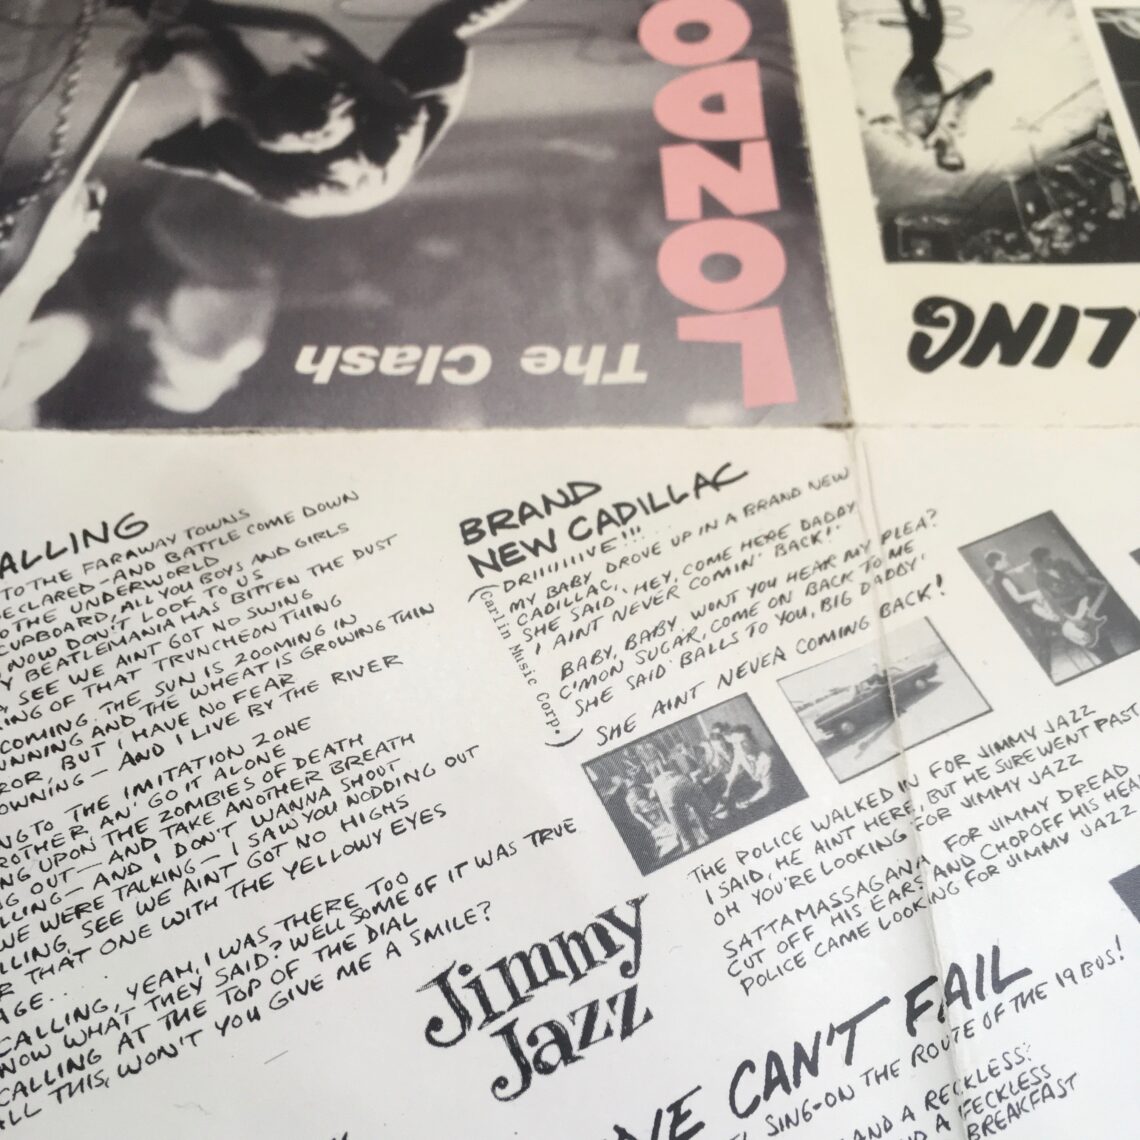 LONDON
The Clash
LLING
ALLING
TO THE FARAWAY TOWNS
DECLARED - AND BATTLE COME DOWN
TO THE UNDERWORLD
CUPBOARD, ALL YOU BOYS AND GIRLS
NOW DON'T LOOK TO US
BEATLEMANIA HAS BITTEN THE DUST
SEE WE AINT GOT NO SWING
RING OF THAT TRUNCHEON THING
COMING. THE SUN IS ZOOMING IN
RUNNING AND THE WHEAT IS GROWING THIN
BUT I HAVE NO FEAR
OWNING - AND I LIVE BY THE RIVER
TO THE IMITATION ZONE
ROTHER, AN' GO IT ALONE
UPON THE ZOMBIES OF DEATH
OUT - AND TAKE ANOTHER BREATH
LLING - AND I DON'T WANNA SHOUT
WE WERE TALKING - I SAW YOU NODDING OUT
LLING, SEE WE AINT GOT NO HIGHS
THAT ONE WITH THE YELLOWY EYES
AGE...
CALLING, YEAH, I WAS THERE TOO
NOW WHAT THEY SAID? WELL SOME OF IT WAS TRUE
CALLING AT THE TOP OF THE DIAL
ALL THIS, WON'T YOU GIVE ME A SMILE?
BRAND
NEW CADILLAC
(Carlin Music Corp.)
DRIIIIIIVE!!!
MY BABY DROVE UP IN A BRAND NEW
CADILLAC,
SHE SAID 'HEY, COME HERE DADDY
I AINT NEVER COMIN' BACK!'
BABY, BABY, WONT YOU HEAR MY PLEA?
C'MON SUGAR, COME ON BACK TO ME,
SHE SAID 'BALLS TO YOU, BIG DADDY'
SHE AINT NEVER COMING BACK!
Jimmy
Jazz
THE POLICE WALKED IN FOR JIMMY JAZZ
I SAID, HE AINT HERE, BUT HE SURE WENT PAST
OH YOU'RE LOOKING FOR JIMMY JAZZ
SATTAMASSAGANA FOR JIMMY DREAD
CUT OFF HIS EARS AND CHOP OFF HIS HEA
POLICE CAME LOOKING FOR JIMMY JAZZ
CAN'T FAIL
SING-ON THE ROUTE OF THE 19 BUS!
AND A RECKLESS:
A FECKLESS
BREAKFAST